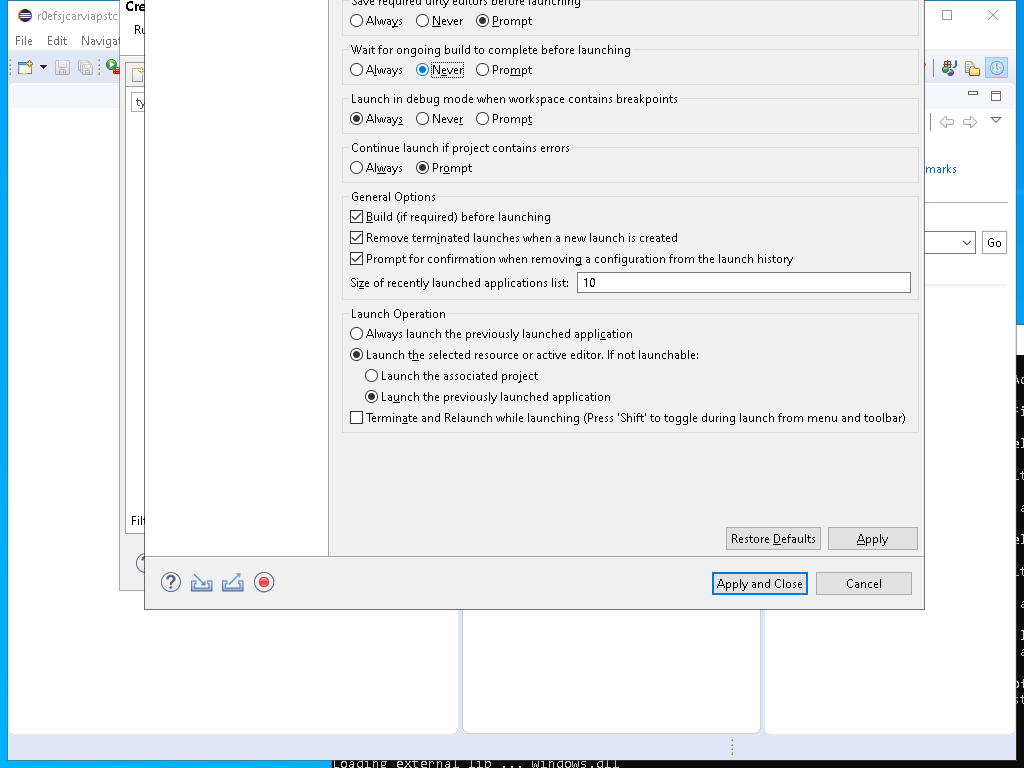 r0efsjcarviapstc
Cre
File Edit Navigat
Ru
Save required dirty editors before launching
Always Never Prompt
Wait for ongoing build to complete before launching
Always Never Prompt
Launch in debug mode when workspace contains breakpoints
Always Never Prompt
Continue launch if project contains errors
Always Prompt
General Options
Build (if required) before launching
Remove terminated launches when a new launch is created
Prompt for confirmation when removing a configuration from the launch history
Size of recently launched applications list: 10
Launch Operation
Always launch the previously launched application
Launch the selected resource or active editor. If not launchable:
Launch the associated project
Launch the previously launched application
Terminate and Relaunch while launching (Press 'Shift' to toggle during launch from menu and toolbar)
Restore Defaults Apply
Apply and Close Cancel
ty
Filt
marks
Go
Loading external lib ... Windows.dll